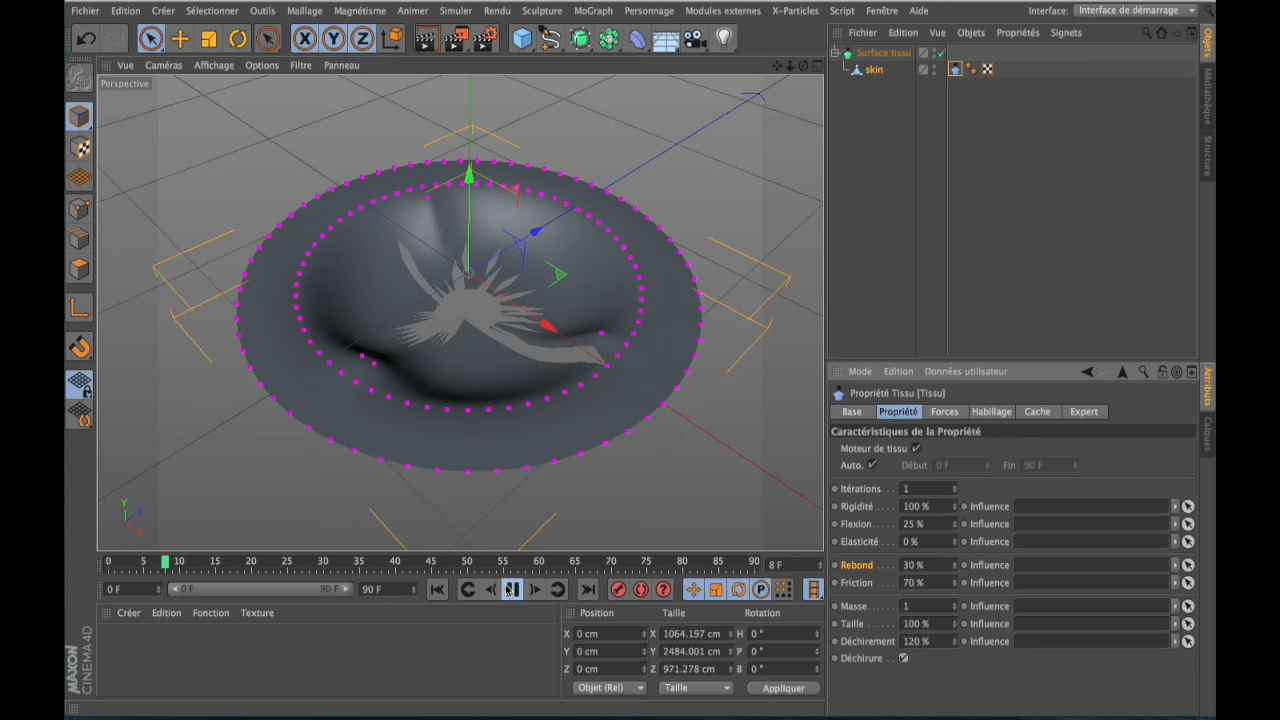 Fichier Edition Créer Sélectionner Outils Maillage Magnétisme Animer Simuler Rendu Sculpture MoGraph Personnage Modules externes X-Particles Script Fenêtre Aide Interface: Interface de démarrage
X Y Z
Fichier Edition Vue Objets Propriétés Signets
Objets
Vue Caméras Affichage Options Filtre Panneau
Surface tissu
skin
Perspective
Médiathèque
Structure
Mode Edition Données utilisateur
Attributs
Propriété Tissu [Tissu]
Base Propriété Forces Habillage Cache Expert
Calques
Caractéristiques de la Propriété
Moteur de tissu
Auto. Début 0 F Fin 90 F
Itérations. . . 1
Rigidité 100 % Influence
Flexion 25 % Influence
Elasticité 0 % Influence
Rebond 30 % Influence
Friction 70 % Influence
Masse 1 Influence
Taille 100 % Influence
Déchirement 120 % Influence
Déchirure
Y Z X
0 5 10 15 20 25 30 35 40 45 50 55 60 65 70 75 80 85 90 8 F
0 F 0 F 90 F 90 F P
Créer Edition Fonction Texture
Position Taille Rotation
X 0 cm X 1064.197 cm H 0 °
Y 0 cm Y 2484.001 cm P 0 °
Z 0 cm Z 971.278 cm B 0 °
Objet (Rel) Taille Appliquer
MAXON
CINEMA 4D